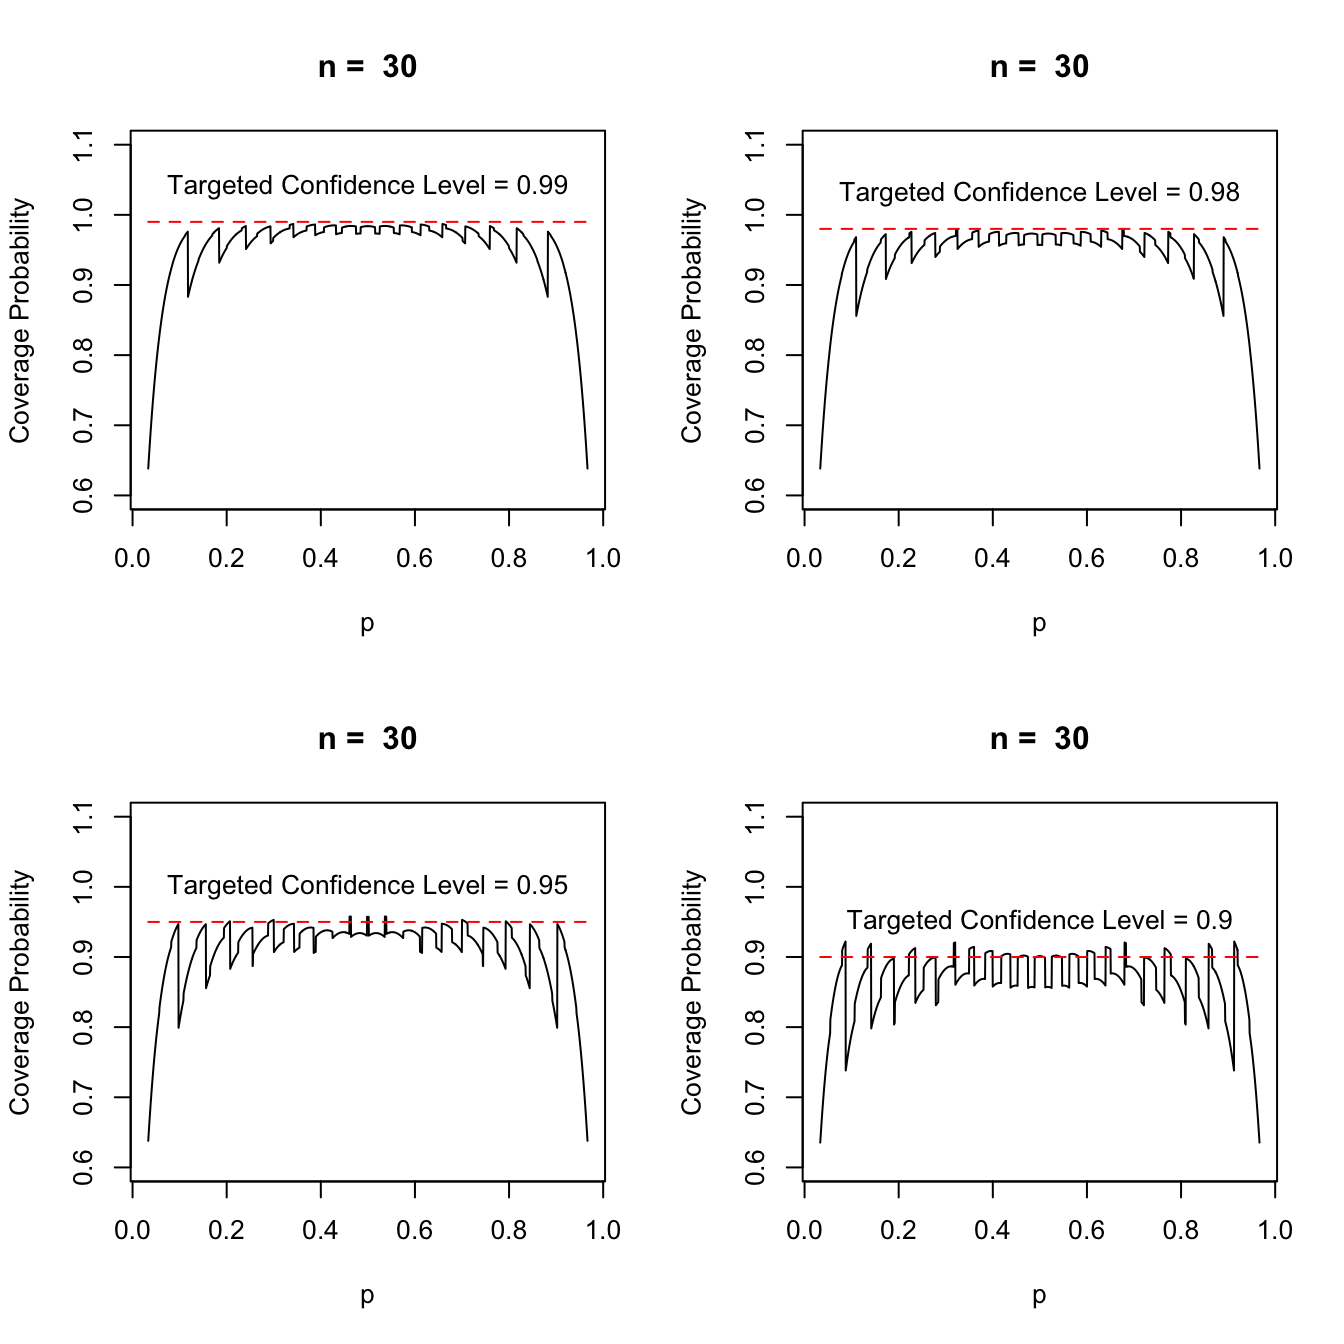 n =  30
Targeted Confidence Level = 0.99
Coverage Probability
0.6 0.7 0.8 0.9 1.0 1.1
0.0 0.2 0.4 0.6 0.8 1.0
p
n =  30
Targeted Confidence Level = 0.98
Coverage Probability
0.6 0.7 0.8 0.9 1.0 1.1
0.0 0.2 0.4 0.6 0.8 1.0
p
n =  30
Targeted Confidence Level = 0.95
Coverage Probability
0.6 0.7 0.8 0.9 1.0 1.1
0.0 0.2 0.4 0.6 0.8 1.0
p
n =  30
Targeted Confidence Level = 0.9
Coverage Probability
0.6 0.7 0.8 0.9 1.0 1.1
0.0 0.2 0.4 0.6 0.8 1.0
p